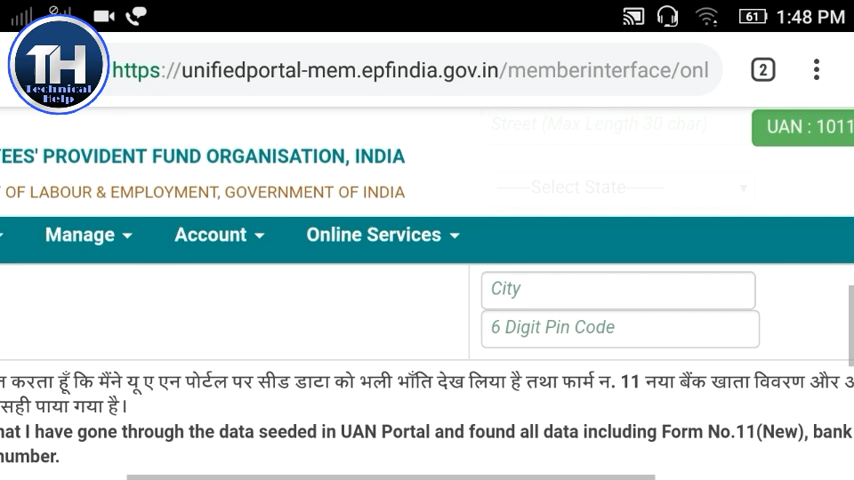 61 1:48 PM
TH
Technical
Help
https://unifiedportal-mem.epfindia.gov.in/memberinterface/onl
2
Street (Max Length 30 char)
UAN : 1011
EES' PROVIDENT FUND ORGANISATION, INDIA
OF LABOUR & EMPLOYMENT, GOVERNMENT OF INDIA
-----Select State-----
Manage
Account
Online Services
City
6 Digit Pin Code
करता हूँ कि मैंने यू ए एन पोर्टल पर सीड डाटा को भली भाँति देख लिया है तथा फार्म न. 11 नया बैंक खाता विवरण और
सही पाया गया है।
hat I have gone through the data seeded in UAN Portal and found all data including Form No.11(New), bank
number.